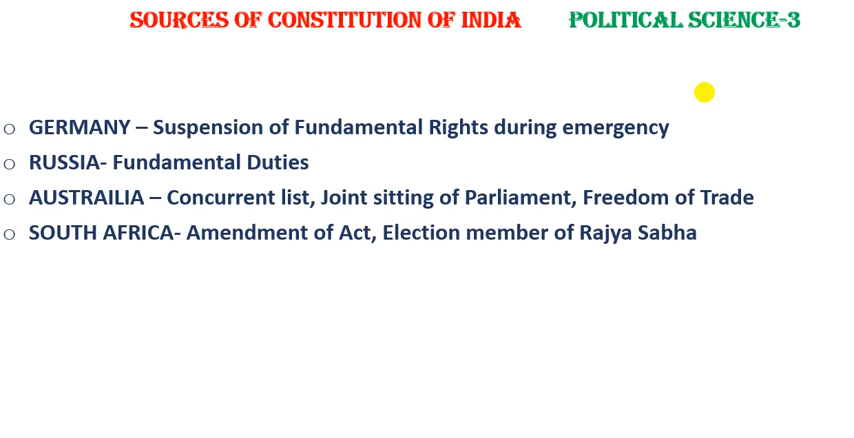 SOURCES OF CONSTITUTION OF INDIA POLITICAL SCIENCE-3
o GERMANY – Suspension of Fundamental Rights during emergency
o RUSSIA- Fundamental Duties
o AUSTRAILIA – Concurrent list, Joint sitting of Parliament, Freedom of Trade
o SOUTH AFRICA- Amendment of Act, Election member of Rajya Sabha